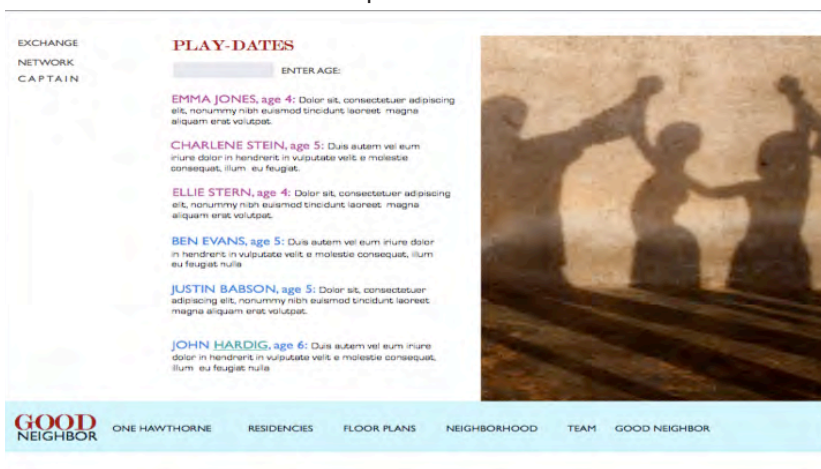 EXCHANGE
NETWORK
CAPTAIN
PLAY-DATES
ENTER AGE:
EMMA JONES, age 4: Dolor sit, consectetuer adipiscing
elit, nonummy nibh euismod tincidunt laoreet magna
aliquam erat volutpat.
CHARLENE STEIN, age 5: Duis autem vel eum
iriure dolor in hendrerit in vulputate velit e molestie
consequat, illum eu feugiat.
ELLIE STERN, age 4: Dolor sit, consectetuer adipiscing
elit, nonummy nibh euismod tincidunt laoreet magna
aliquam erat volutpat.
BEN EVANS, age 5: Duis autem vel eum iriure dolor
in hendrerit in vulputate velit e molestie consequat, illum
eu feugiat nulla
JUSTIN BABSON, age 5: Dolor sit, consectetuer
adipiscing elit, nonummy nibh euismod tincidunt laoreet
magna aliquam erat volutpat.
JOHN HARDIG, age 6: Duis autem vel eum iriure
dolor in hendrerit in vulputate velit e molestie consequat,
illum eu feugiat nulla
GOOD
NEIGHBOR
ONE HAWTHORNE RESIDENCIES FLOOR PLANS NEIGHBORHOOD TEAM GOOD NEIGHBOR